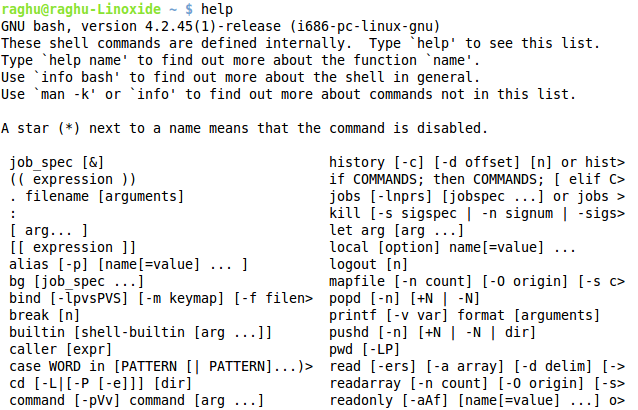 raghu@raghu-Linoxide ~ $ help
GNU bash, version 4.2.45(1)-release (i686-pc-linux-gnu)
These shell commands are defined internally.  Type `help' to see this list.
Type `help name' to find out more about the function `name'.
Use `info bash' to find out more about the shell in general.
Use `man -k' or `info' to find out more about commands not in this list.

A star (*) next to a name means that the command is disabled.

 job_spec [&]                            history [-c] [-d offset] [n] or hist>
 (( expression ))                        if COMMANDS; then COMMANDS; [ elif C>
 . filename [arguments]                  jobs [-lnprs] [jobspec ...] or jobs >
 :                                       kill [-s sigspec | -n signum | -sigs>
 [ arg... ]                              let arg [arg ...]
 [[ expression ]]                        local [option] name[=value] ...
 alias [-p] [name[=value] ... ]          logout [n]
 bg [job_spec ...]                       mapfile [-n count] [-O origin] [-s c>
 bind [-lpvsPVS] [-m keymap] [-f filen>  popd [-n] [+N | -N]
 break [n]                               printf [-v var] format [arguments]
 builtin [shell-builtin [arg ...]]       pushd [-n] [+N | -N | dir]
 caller [expr]                           pwd [-LP]
 case WORD in [PATTERN [| PATTERN]...)>  read [-ers] [-a array] [-d delim] [->
 cd [-L|[-P [-e]]] [dir]                 readarray [-n count] [-O origin] [-s>
 command [-pVv] command [arg ...]        readonly [-aAf] [name[=value] ...] o>